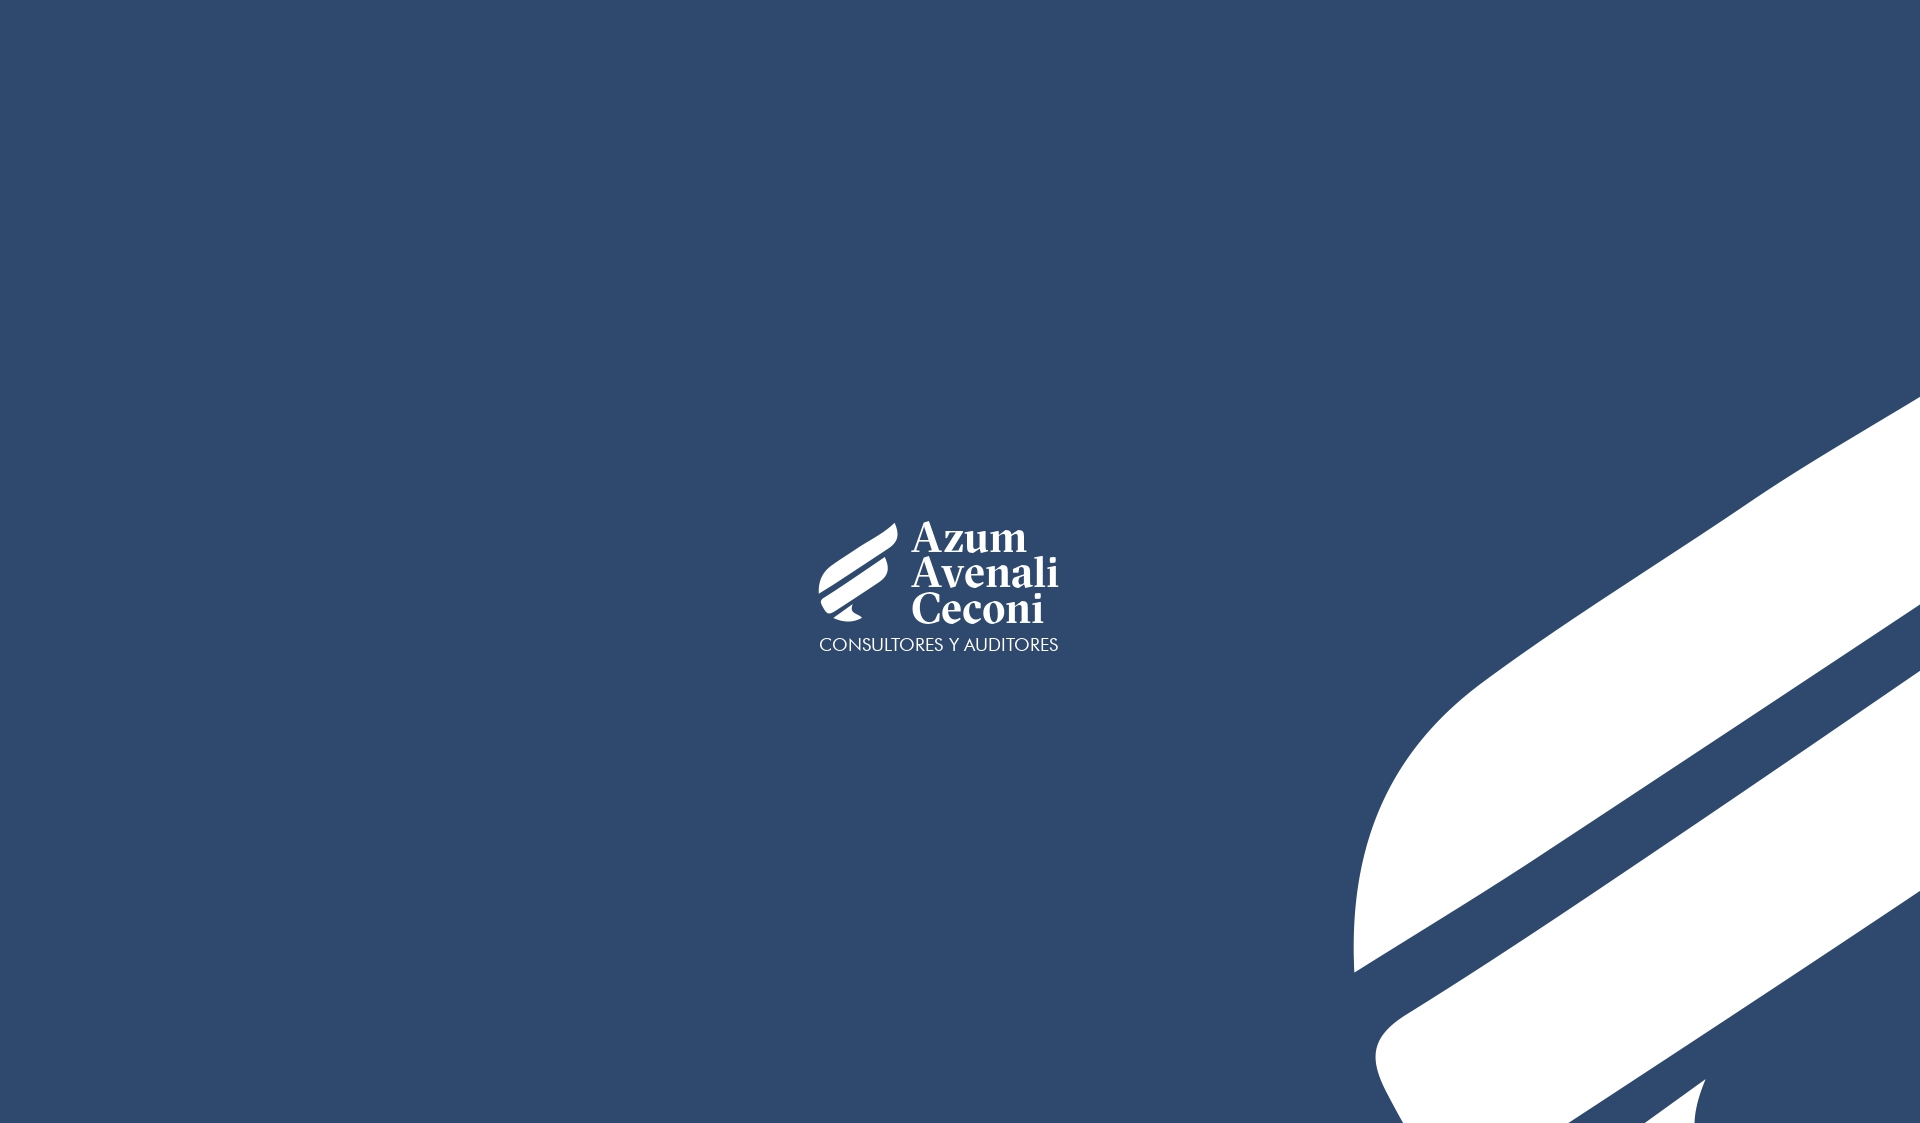 Azum
Avenali
Ceconi
CONSULTORES Y AUDITORES